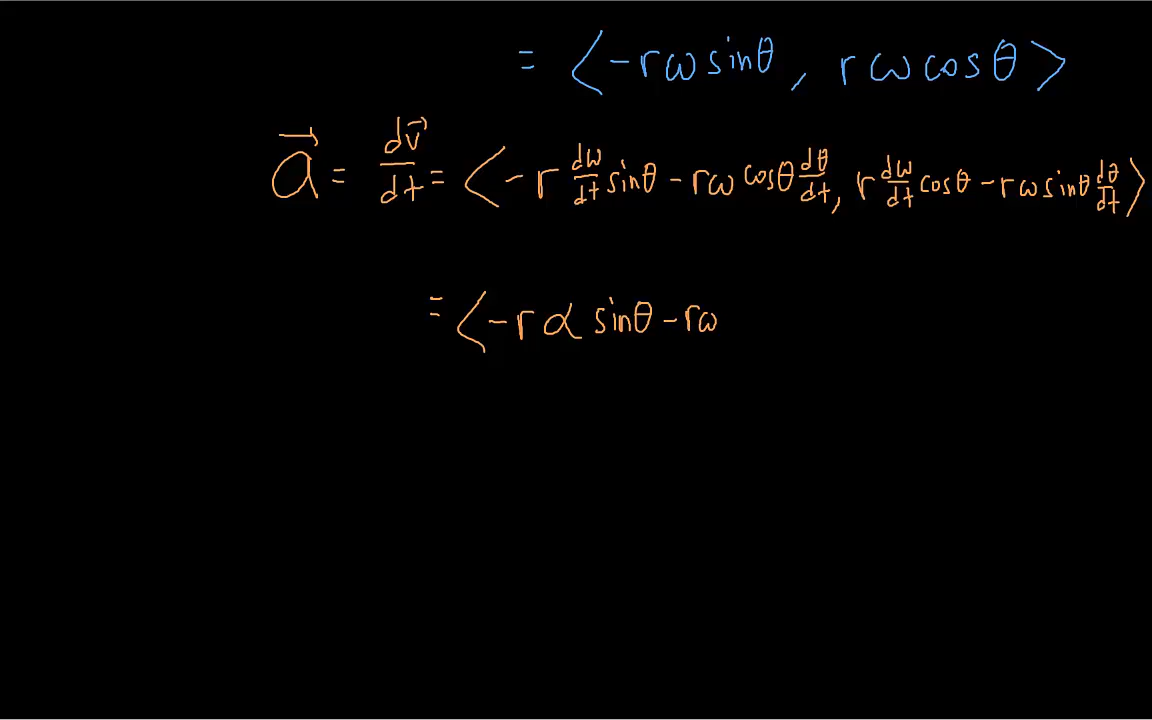 = ⟨-rω sinθ, rω cosθ⟩
a⃗ = dv⃗/dt = ⟨-r dω/dt sinθ - rω cosθ dθ/dt, r dω/dt cosθ - rω sinθ dθ/dt⟩
= ⟨-rα sinθ - rω